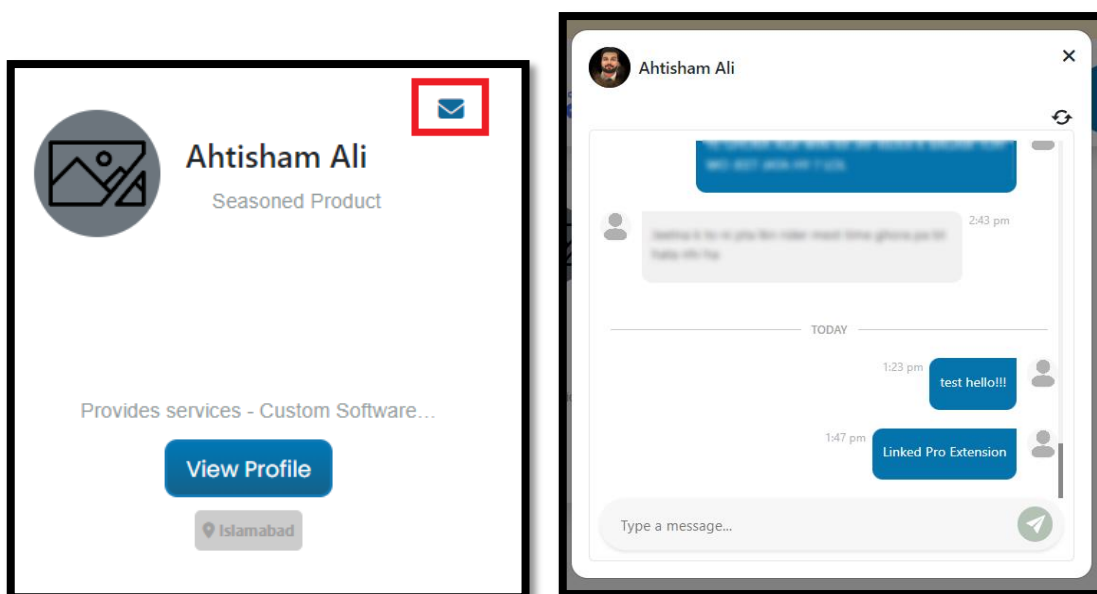 Ahtisham Ali
Seasoned Product
Provides services - Custom Software...
View Profile
Islamabad
Ahtisham Ali
2:43 pm
TODAY
1:23 pm
test hello!!!
1:47 pm
Linked Pro Extension
Type a message...